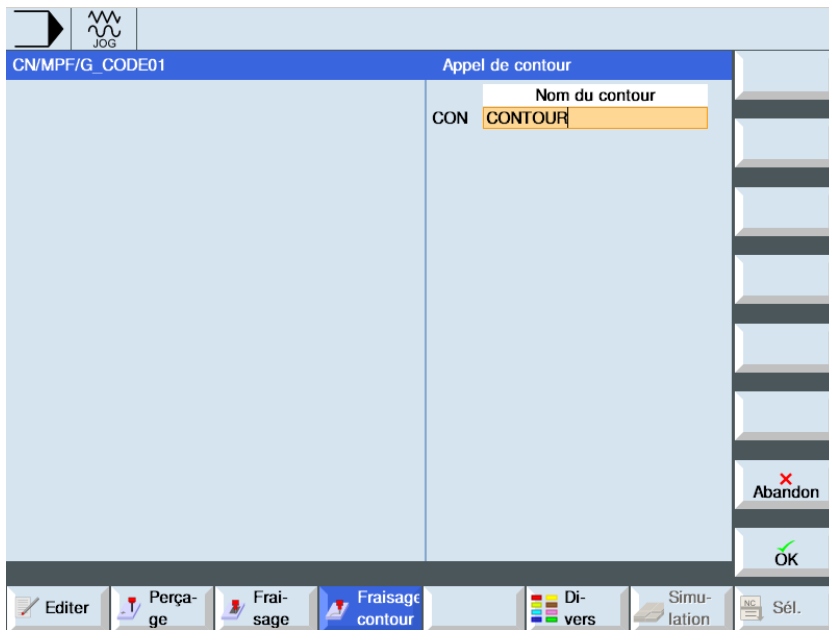 JOG
CN/MPF/G_CODE01
Appel de contour
Nom du contour
CON CONTOUR
Abandon
OK
Editer
Perça-
ge
Frai-
sage
Fraisage
contour
Di-
vers
Simu-
lation
NC
Sél.